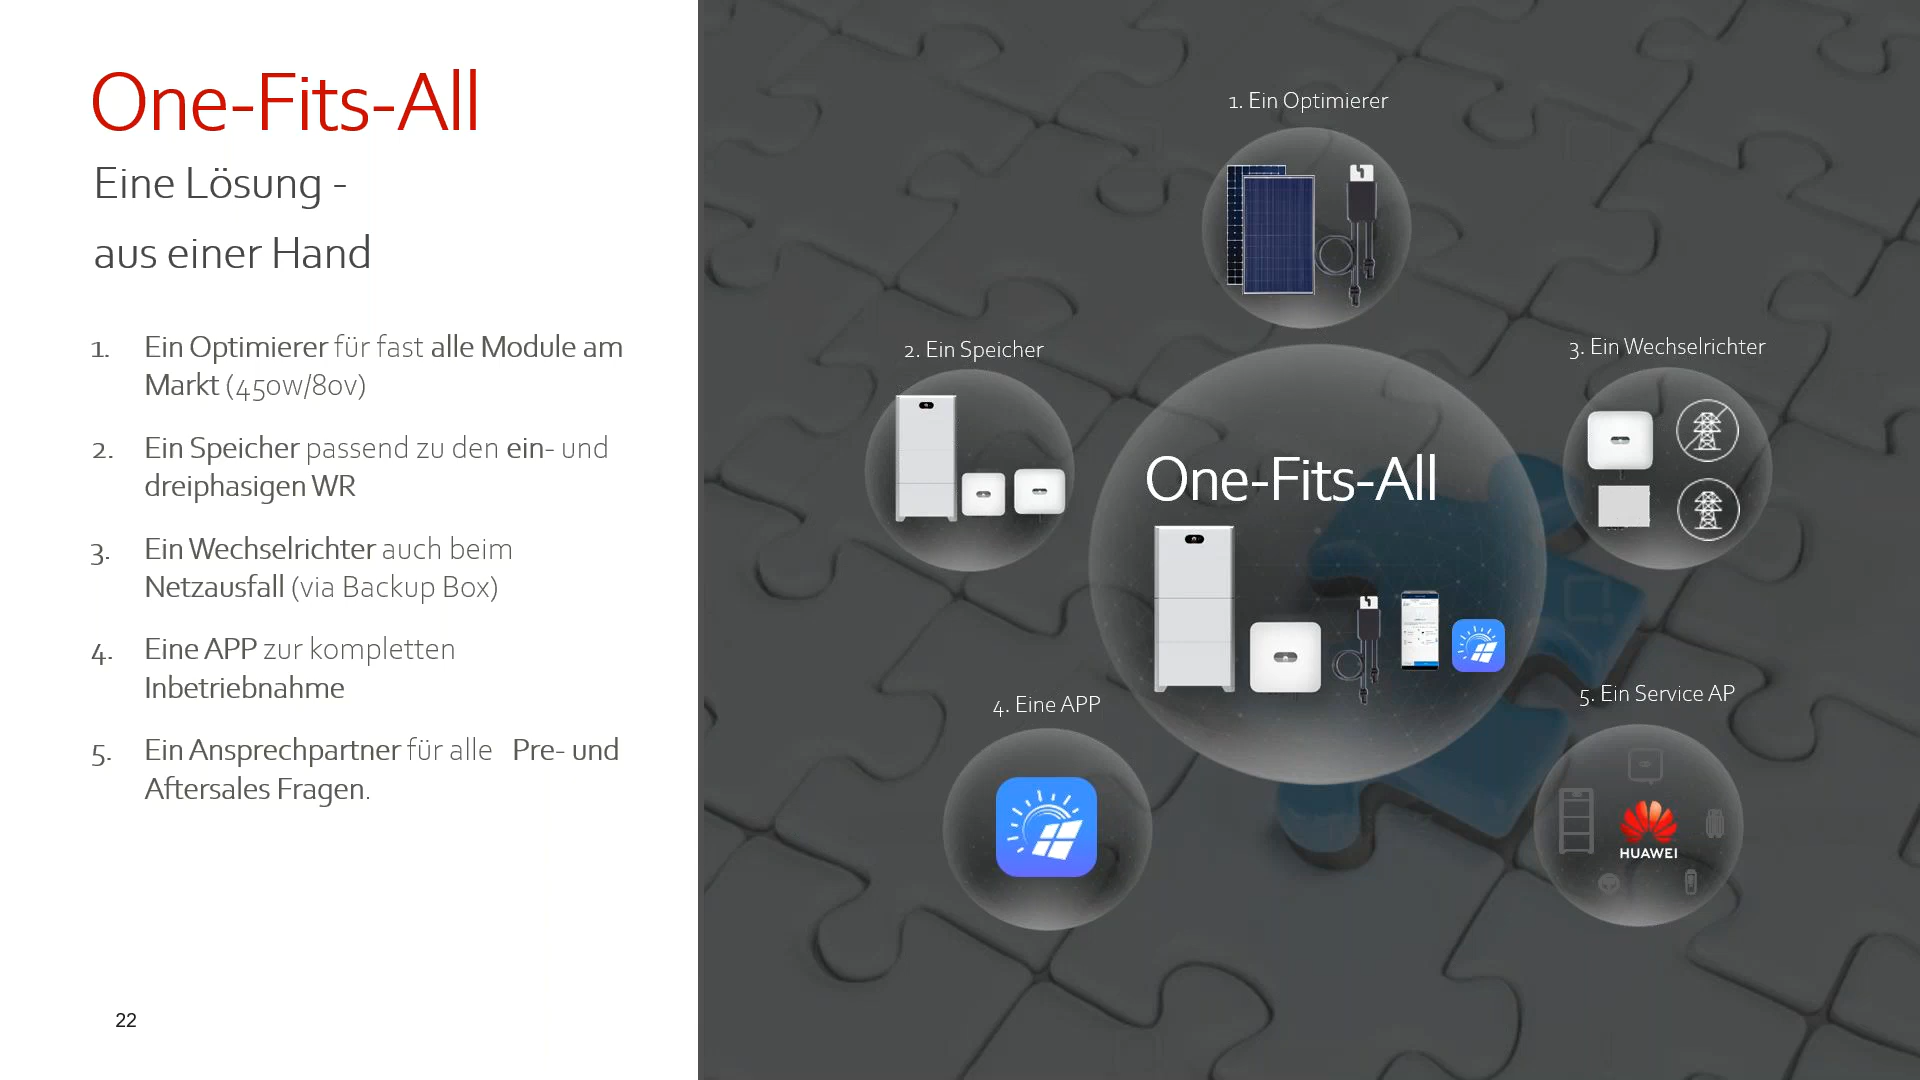 One-Fits-All
Eine Lösung -
aus einer Hand
1. Ein Optimierer für fast alle Module am
Markt (450w/80v)
2. Ein Speicher passend zu den ein- und
dreiphasigen WR
3. Ein Wechselrichter auch beim
Netzausfall (via Backup Box)
4. Eine APP zur kompletten
Inbetriebnahme
5. Ein Ansprechpartner für alle Pre- und
Aftersales Fragen.
22
1. Ein Optimierer
2. Ein Speicher
3. Ein Wechselrichter
One-Fits-All
4. Eine APP
5. Ein Service AP
HUAWEI